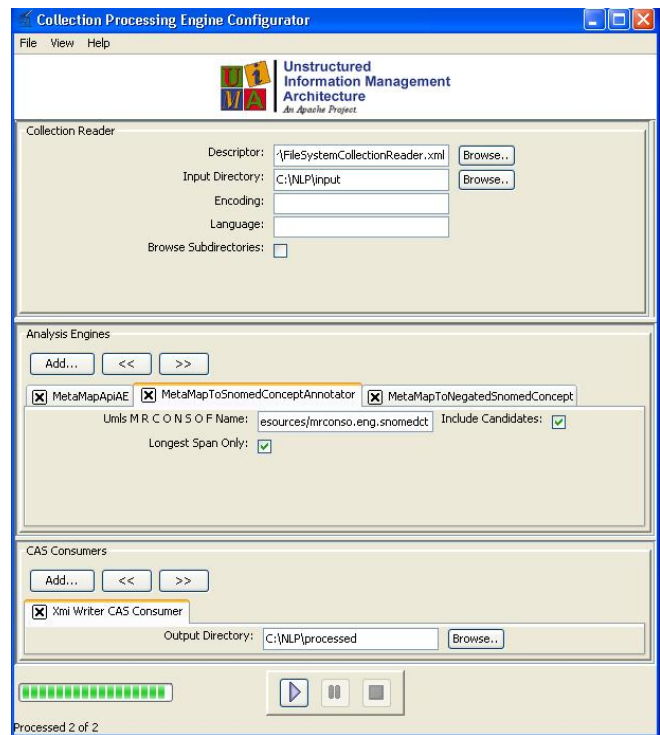 Collection Processing Engine Configurator
File View Help
UIMA
Unstructured
Information Management
Architecture
An Apache Project
Collection Reader
Descriptor: \FileSystemCollectionReader.xml Browse..
Input Directory: C:\NLP\input Browse..
Encoding:
Language:
Browse Subdirectories:
Analysis Engines
Add... << >>
MetaMapApiAE MetaMapToSnomedConceptAnnotator MetaMapToNegatedSnomedConcept
Umls M R C O N S O F Name: esources/mrconso.eng.snomedct Include Candidates:
Longest Span Only:
CAS Consumers
Add... << >>
Xmi Writer CAS Consumer
Output Directory: C:\NLP\processed Browse..
Processed 2 of 2